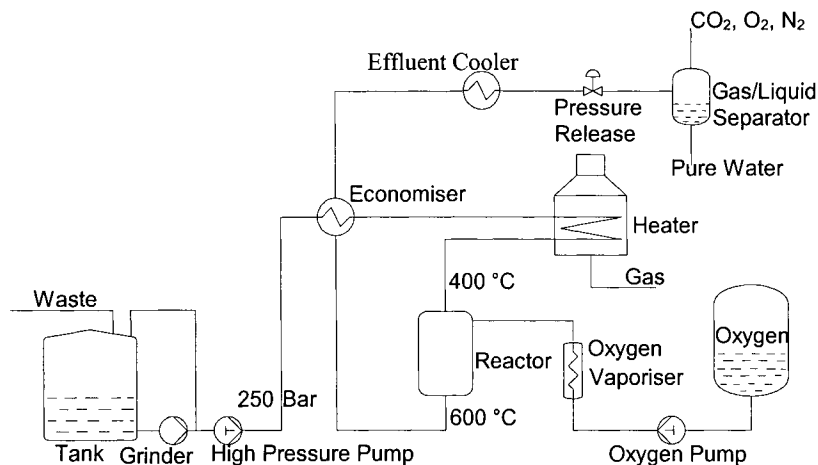 CO₂, O₂, N₂
Effluent Cooler
Pressure
Release
Gas/Liquid
Separator
Pure Water
Economiser
Heater
400 °C
Gas
Waste
Reactor
Oxygen
Vaporiser
Oxygen
250 Bar
600 °C
Tank
Grinder
High Pressure Pump
Oxygen Pump